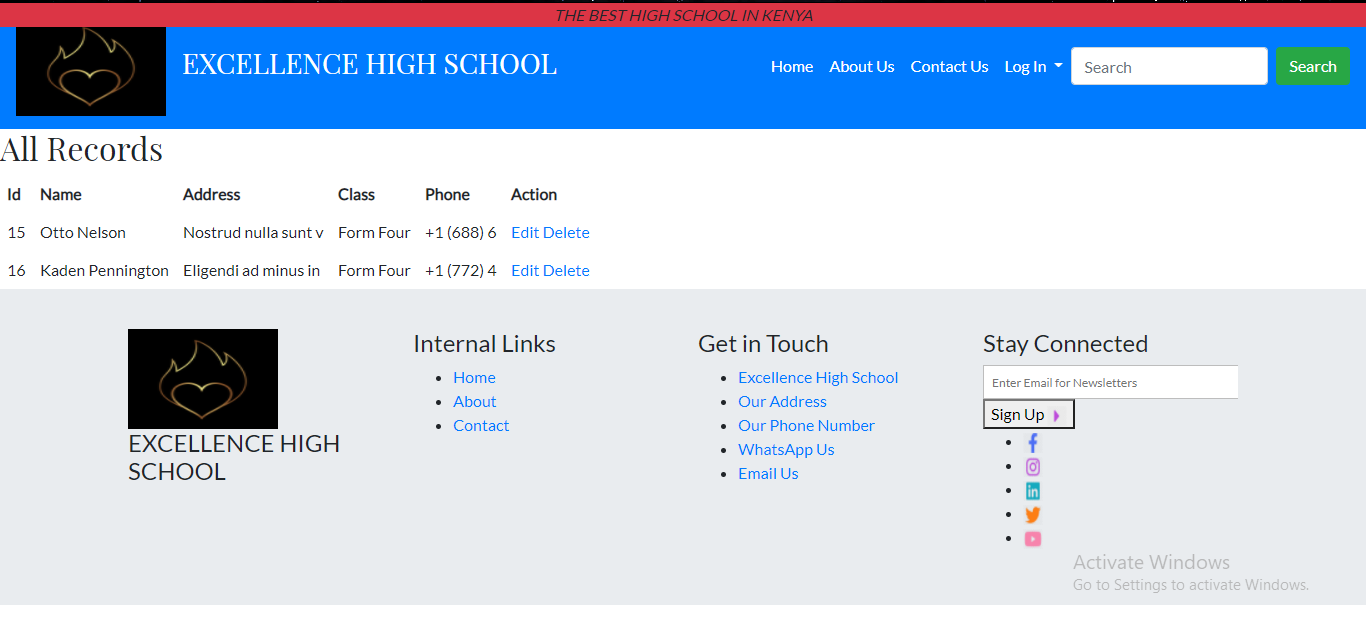 THE BEST HIGH SCHOOL IN KENYA
EXCELLENCE HIGH SCHOOL
Home About Us Contact Us Log In Search Search
All Records
Id Name Address Class Phone Action
15 Otto Nelson Nostrud nulla sunt v Form Four +1 (688) 6 Edit Delete
16 Kaden Pennington Eligendi ad minus in Form Four +1 (772) 4 Edit Delete
EXCELLENCE HIGH
SCHOOL
Internal Links
Home
About
Contact
Get in Touch
Excellence High School
Our Address
Our Phone Number
WhatsApp Us
Email Us
Stay Connected
Enter Email for Newsletters
Sign Up
Activate Windows
Go to Settings to activate Windows.